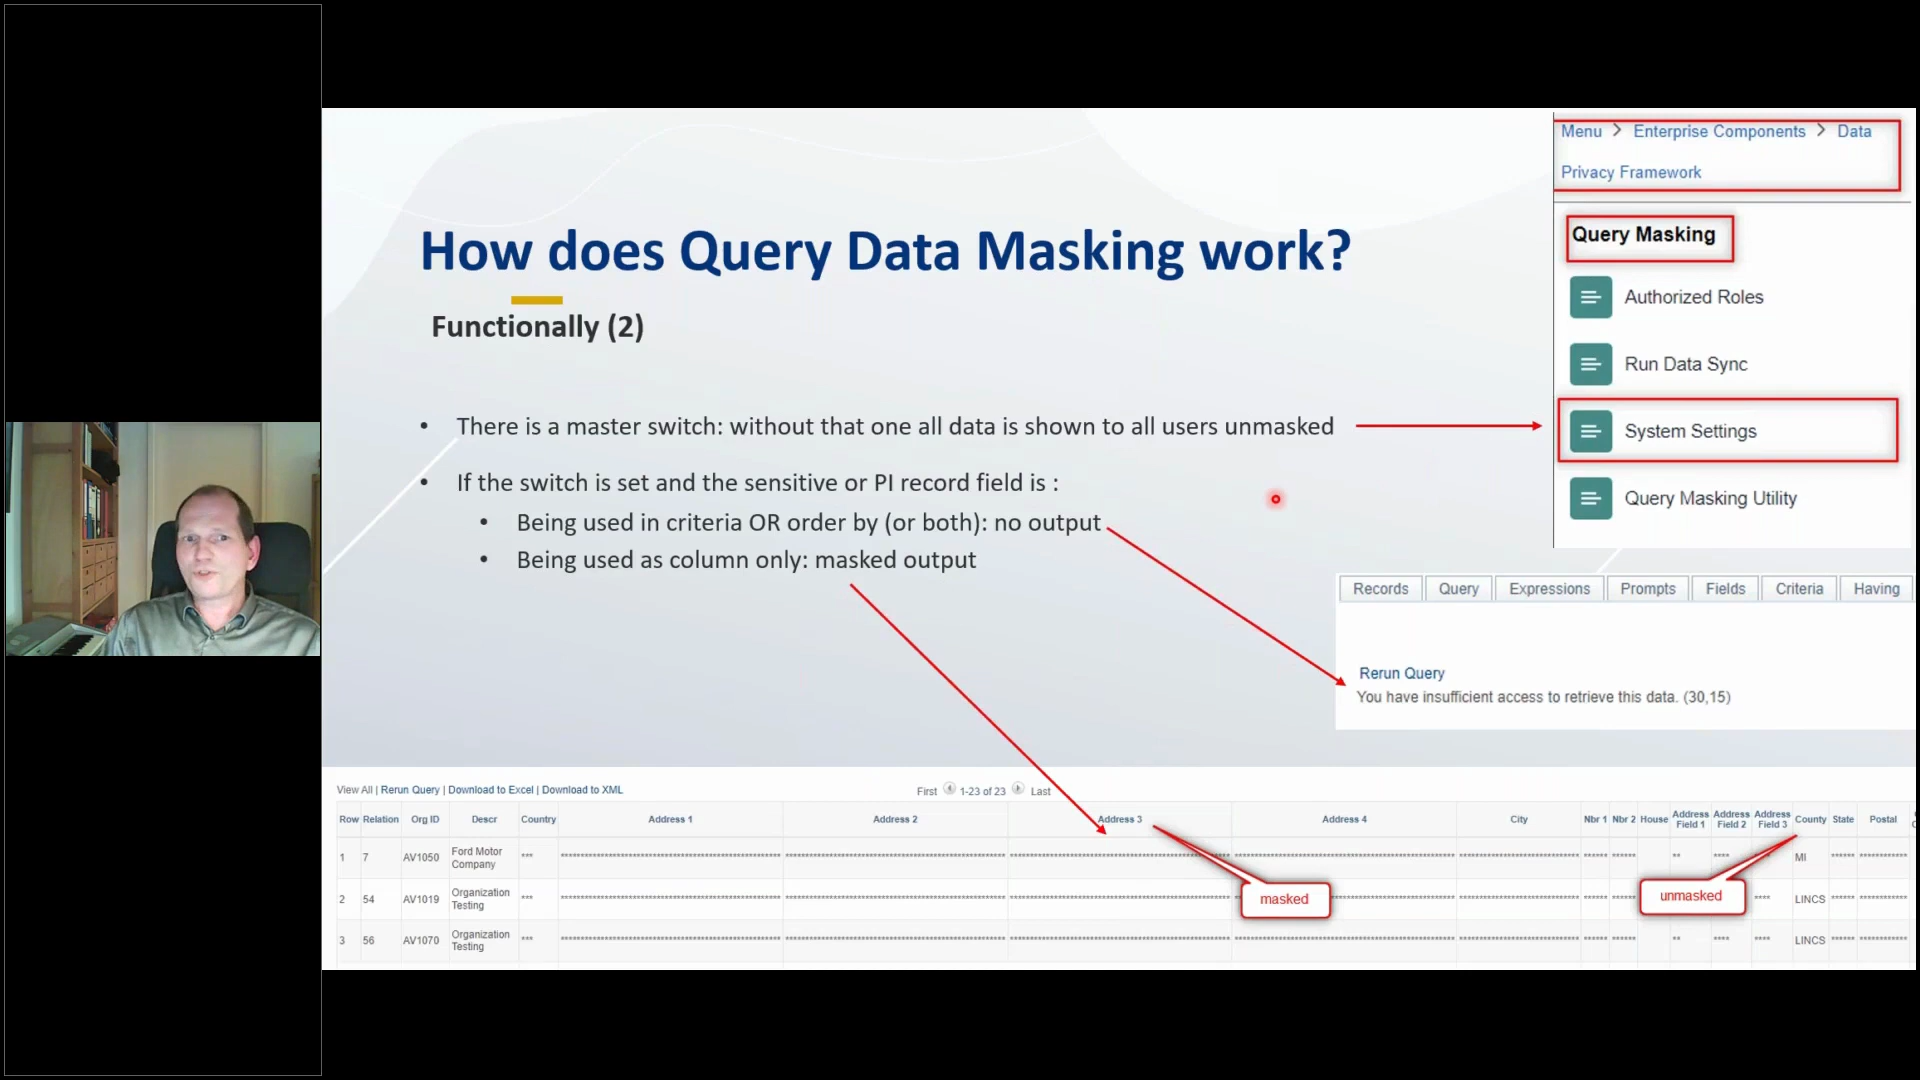 Menu > Enterprise Components > Data
Privacy Framework
Query Masking
Authorized Roles
Run Data Sync
System Settings
Query Masking Utility
How does Query Data Masking work?
Functionally (2)
• There is a master switch: without that one all data is shown to all users unmasked
• If the switch is set and the sensitive or PI record field is :
• Being used in criteria OR order by (or both): no output
• Being used as column only: masked output
Records Query Expressions Prompts Fields Criteria Having
Rerun Query
You have insufficient access to retrieve this data. (30,15)
View All | Rerun Query | Download to Excel | Download to XML First 1-23 of 23 Last
Row Relation Org ID Descr Country Address 1 Address 2 Address 3 Address 4 City Nbr 1 Nbr 2 House Address Field 1 Address Field 2 Address Field 3 County State Postal
1 7 AV1050 Ford Motor Company *** MI
2 54 AV1019 Organization Testing *** LINCS
3 56 AV1070 Organization Testing *** LINCS
masked
unmasked